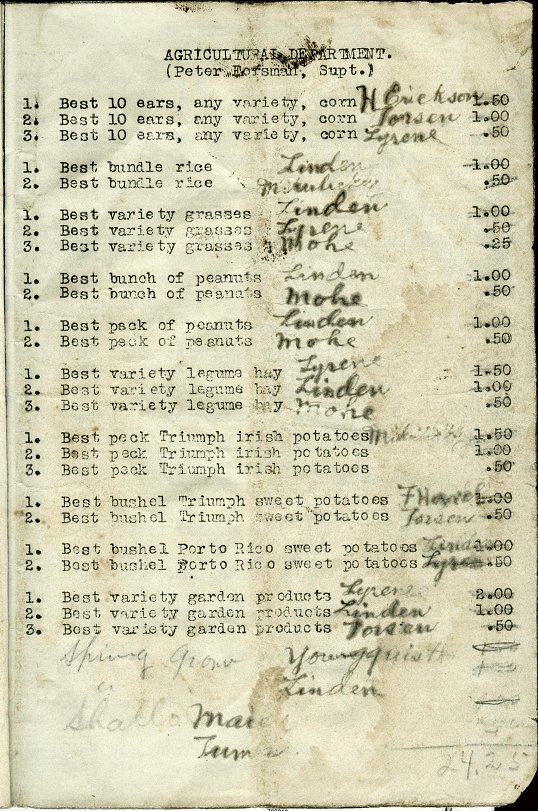 AGRICULTURAL DEPARTMENT.
(Peter Horsman, Supt.)
1. Best 10 ears, any variety, corn H Erickson 1.50
2. Best 10 ears, any variety, corn Torsen 1.00
3. Best 10 ears, any variety, corn Lyrene .50
1. Best bundle rice Linden 1.00
2. Best bundle rice .50
1. Best variety grasses Linden 1.00
2. Best variety grasses Lyrene .50
3. Best variety grasses Mohe .25
1. Best bunch of peanuts Linden 1.00
2. Best bunch of peanuts Mohe .50
1. Best peck of peanuts Linden 1.00
2. Best peck of peanuts Mohe .50
1. Best variety legume hay Lyrene 1.50
2. Best variety legume hay Linden 1.00
3. Best variety legume hay Mohe .50
1. Best peck Triumph irish potatoes 1.50
2. Best peck Triumph irish potatoes 1.00
3. Best peck Triumph irish potatoes .50
1. Best bushel Triumph sweet potatoes 1.00
2. Best bushel Triumph sweet potatoes Torsen .50
1. Best bushel Porto Rico sweet potatoes Linden 1.00
2. Best bushel Porto Rico sweet potatoes Lyrene .50
1. Best variety garden products Lyrene 2.00
2. Best variety garden products Linden 1.00
3. Best variety garden products Torsen .50
Spring Youngquist
Linden
24.25